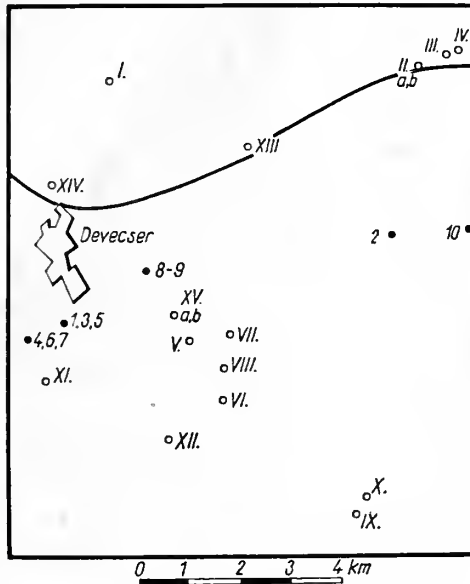 IV.
III.
I.
II.
a,b
XIII
XIV.
Devecser
2
10
8-9
XV.
a,b
1,3,5
VII.
4,6,7
V.
VIII.
XI.
VI.
XII.
X.
IX.
0 1 2 3 4 km